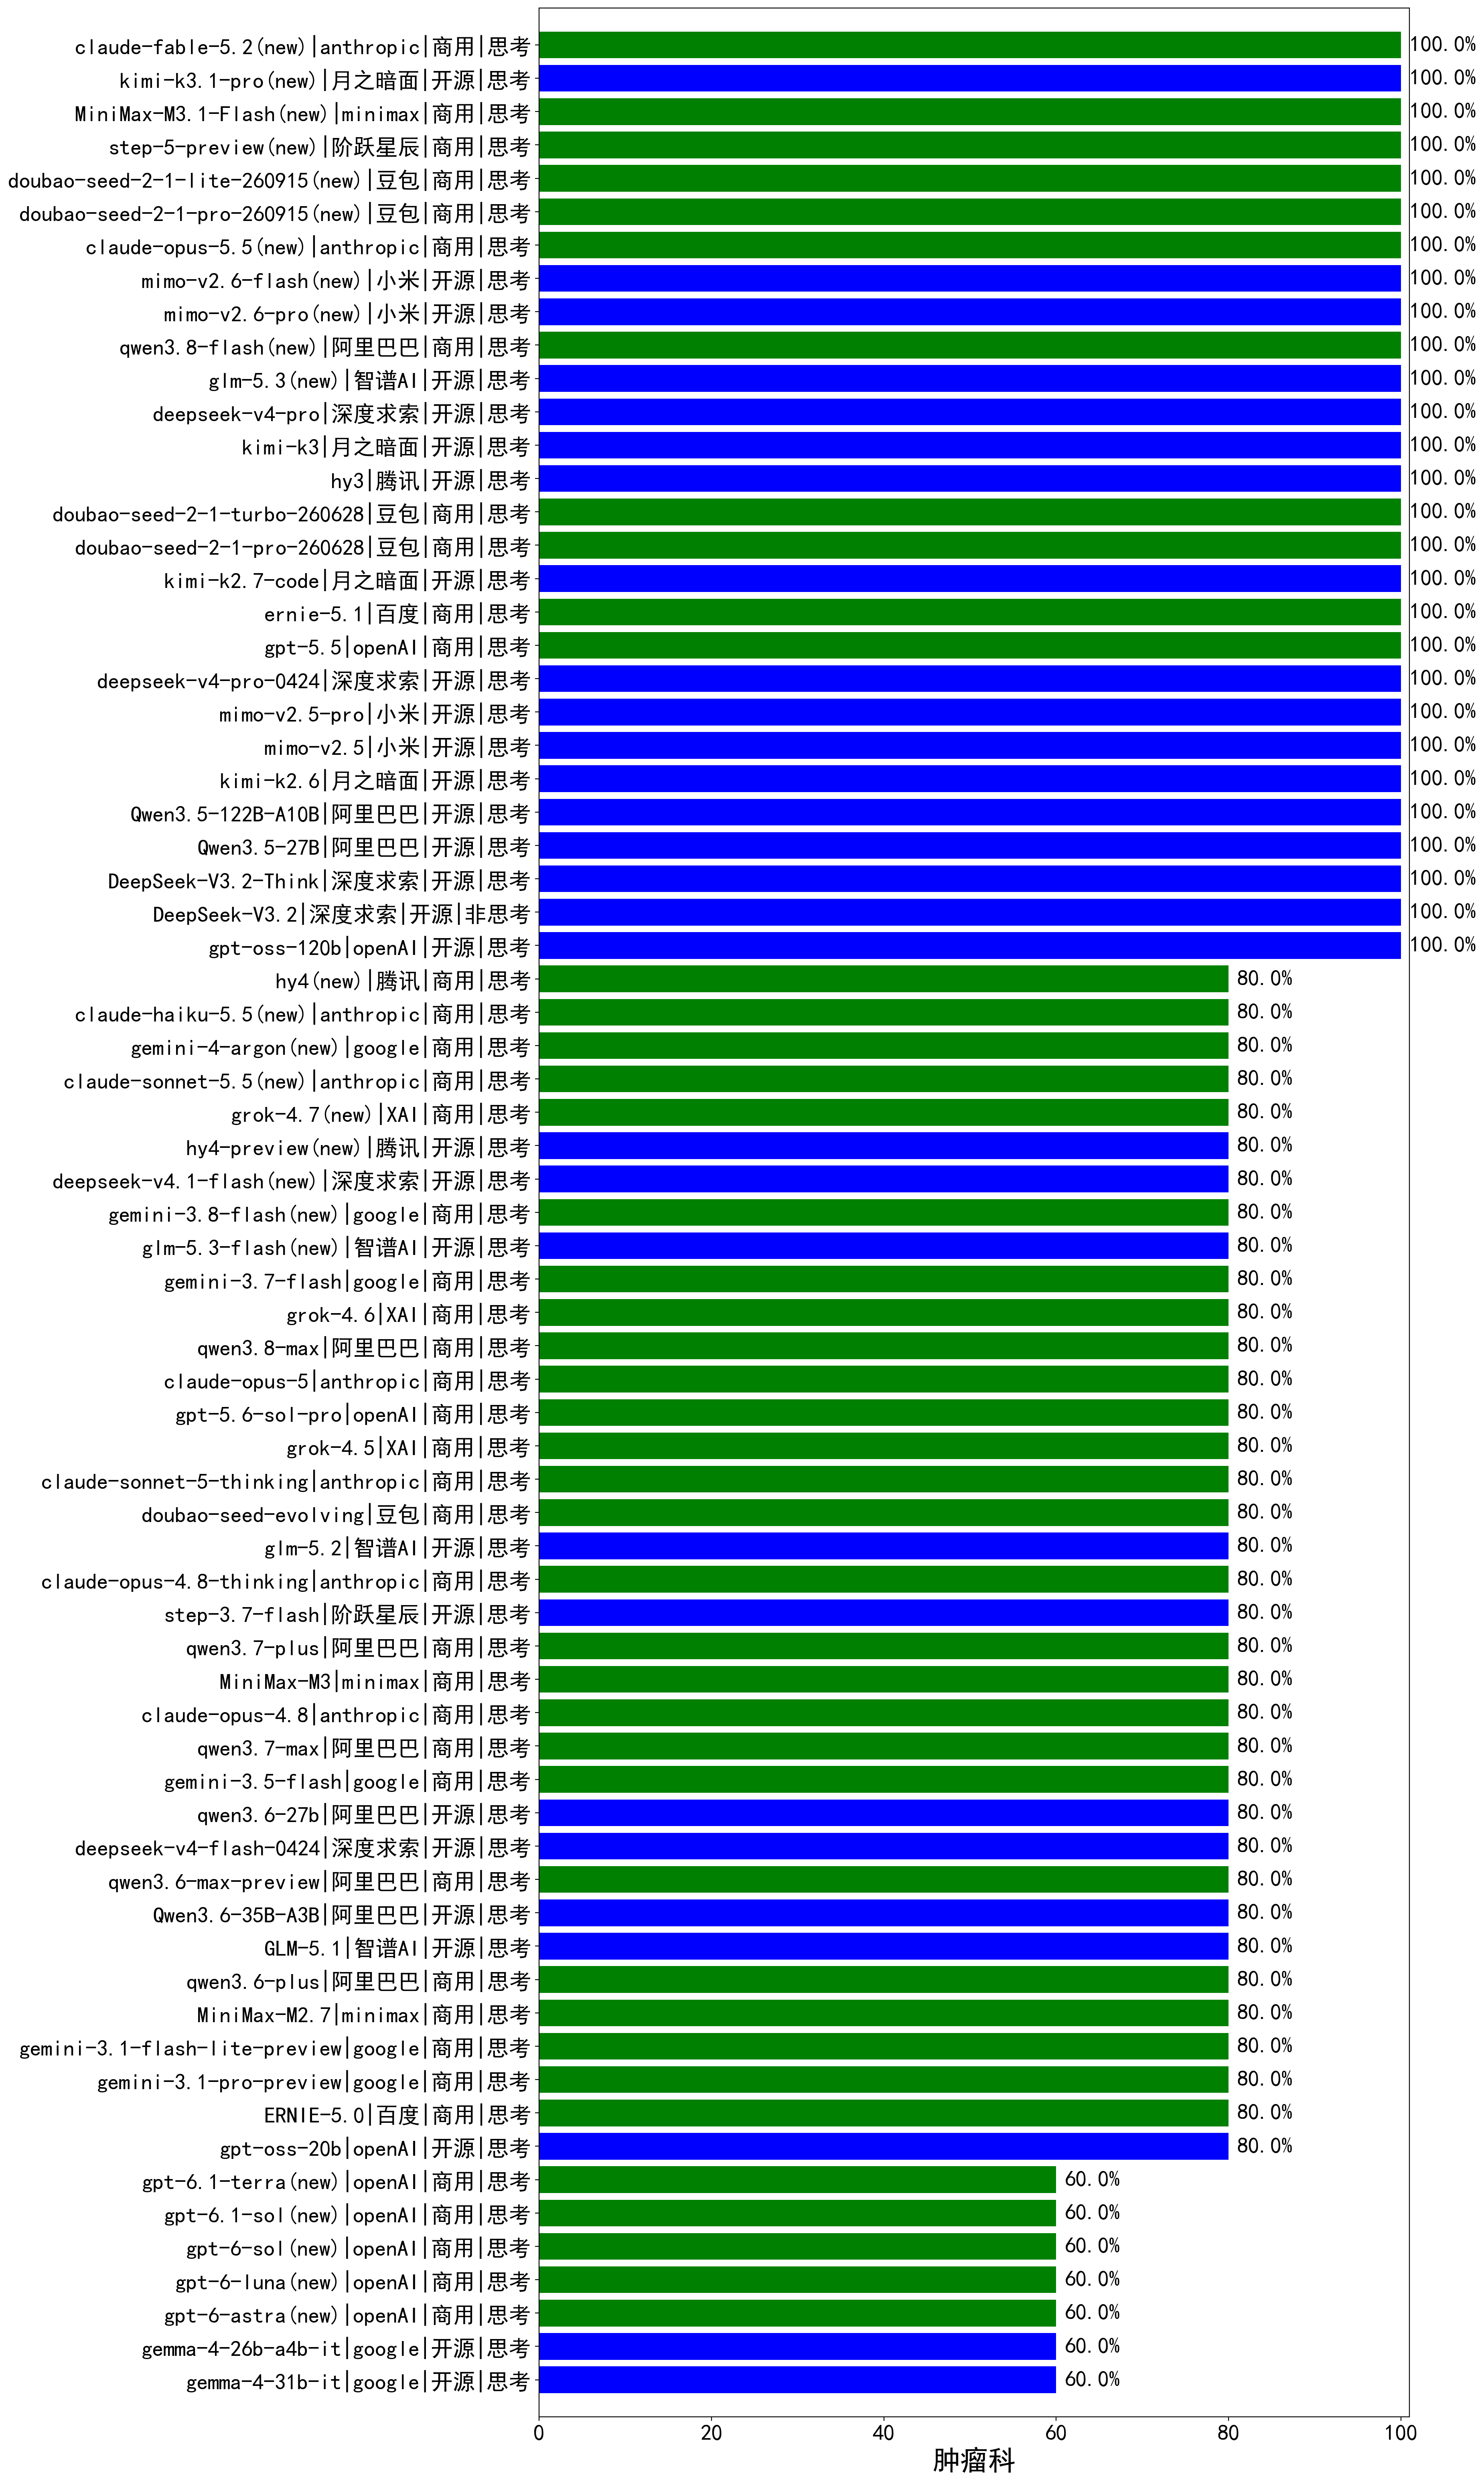 claude-fable-5.2(new)|anthropic|商用|思考 100.0%
kimi-k3.1-pro(new)|月之暗面|开源|思考 100.0%
MiniMax-M3.1-Flash(new)|minimax|商用|思考 100.0%
step-5-preview(new)|阶跃星辰|商用|思考 100.0%
doubao-seed-2-1-lite-260915(new)|豆包|商用|思考 100.0%
doubao-seed-2-1-pro-260915(new)|豆包|商用|思考 100.0%
claude-opus-5.5(new)|anthropic|商用|思考 100.0%
mimo-v2.6-flash(new)|小米|开源|思考 100.0%
mimo-v2.6-pro(new)|小米|开源|思考 100.0%
qwen3.8-flash(new)|阿里巴巴|商用|思考 100.0%
glm-5.3(new)|智谱AI|开源|思考 100.0%
deepseek-v4-pro|深度求索|开源|思考 100.0%
kimi-k3|月之暗面|开源|思考 100.0%
hy3|腾讯|开源|思考 100.0%
doubao-seed-2-1-turbo-260628|豆包|商用|思考 100.0%
doubao-seed-2-1-pro-260628|豆包|商用|思考 100.0%
kimi-k2.7-code|月之暗面|开源|思考 100.0%
ernie-5.1|百度|商用|思考 100.0%
gpt-5.5|openAI|商用|思考 100.0%
deepseek-v4-pro-0424|深度求索|开源|思考 100.0%
mimo-v2.5-pro|小米|开源|思考 100.0%
mimo-v2.5|小米|开源|思考 100.0%
kimi-k2.6|月之暗面|开源|思考 100.0%
Qwen3.5-122B-A10B|阿里巴巴|开源|思考 100.0%
Qwen3.5-27B|阿里巴巴|开源|思考 100.0%
DeepSeek-V3.2-Think|深度求索|开源|思考 100.0%
DeepSeek-V3.2|深度求索|开源|非思考 100.0%
gpt-oss-120b|openAI|开源|思考 100.0%
hy4(new)|腾讯|商用|思考 80.0%
claude-haiku-5.5(new)|anthropic|商用|思考 80.0%
gemini-4-argon(new)|google|商用|思考 80.0%
claude-sonnet-5.5(new)|anthropic|商用|思考 80.0%
grok-4.7(new)|XAI|商用|思考 80.0%
hy4-preview(new)|腾讯|开源|思考 80.0%
deepseek-v4.1-flash(new)|深度求索|开源|思考 80.0%
gemini-3.8-flash(new)|google|商用|思考 80.0%
glm-5.3-flash(new)|智谱AI|开源|思考 80.0%
gemini-3.7-flash|google|商用|思考 80.0%
grok-4.6|XAI|商用|思考 80.0%
qwen3.8-max|阿里巴巴|商用|思考 80.0%
claude-opus-5|anthropic|商用|思考 80.0%
gpt-5.6-sol-pro|openAI|商用|思考 80.0%
grok-4.5|XAI|商用|思考 80.0%
claude-sonnet-5-thinking|anthropic|商用|思考 80.0%
doubao-seed-evolving|豆包|商用|思考 80.0%
glm-5.2|智谱AI|开源|思考 80.0%
claude-opus-4.8-thinking|anthropic|商用|思考 80.0%
step-3.7-flash|阶跃星辰|开源|思考 80.0%
qwen3.7-plus|阿里巴巴|商用|思考 80.0%
MiniMax-M3|minimax|商用|思考 80.0%
claude-opus-4.8|anthropic|商用|思考 80.0%
qwen3.7-max|阿里巴巴|商用|思考 80.0%
gemini-3.5-flash|google|商用|思考 80.0%
qwen3.6-27b|阿里巴巴|开源|思考 80.0%
deepseek-v4-flash-0424|深度求索|开源|思考 80.0%
qwen3.6-max-preview|阿里巴巴|商用|思考 80.0%
Qwen3.6-35B-A3B|阿里巴巴|开源|思考 80.0%
GLM-5.1|智谱AI|开源|思考 80.0%
qwen3.6-plus|阿里巴巴|商用|思考 80.0%
MiniMax-M2.7|minimax|商用|思考 80.0%
gemini-3.1-flash-lite-preview|google|商用|思考 80.0%
gemini-3.1-pro-preview|google|商用|思考 80.0%
ERNIE-5.0|百度|商用|思考 80.0%
gpt-oss-20b|openAI|开源|思考 80.0%
gpt-6.1-terra(new)|openAI|商用|思考 60.0%
gpt-6.1-sol(new)|openAI|商用|思考 60.0%
gpt-6-sol(new)|openAI|商用|思考 60.0%
gpt-6-luna(new)|openAI|商用|思考 60.0%
gpt-6-astra(new)|openAI|商用|思考 60.0%
gemma-4-26b-a4b-it|google|开源|思考 60.0%
gemma-4-31b-it|google|开源|思考 60.0%
0 20 40 60 80 100
肿瘤科